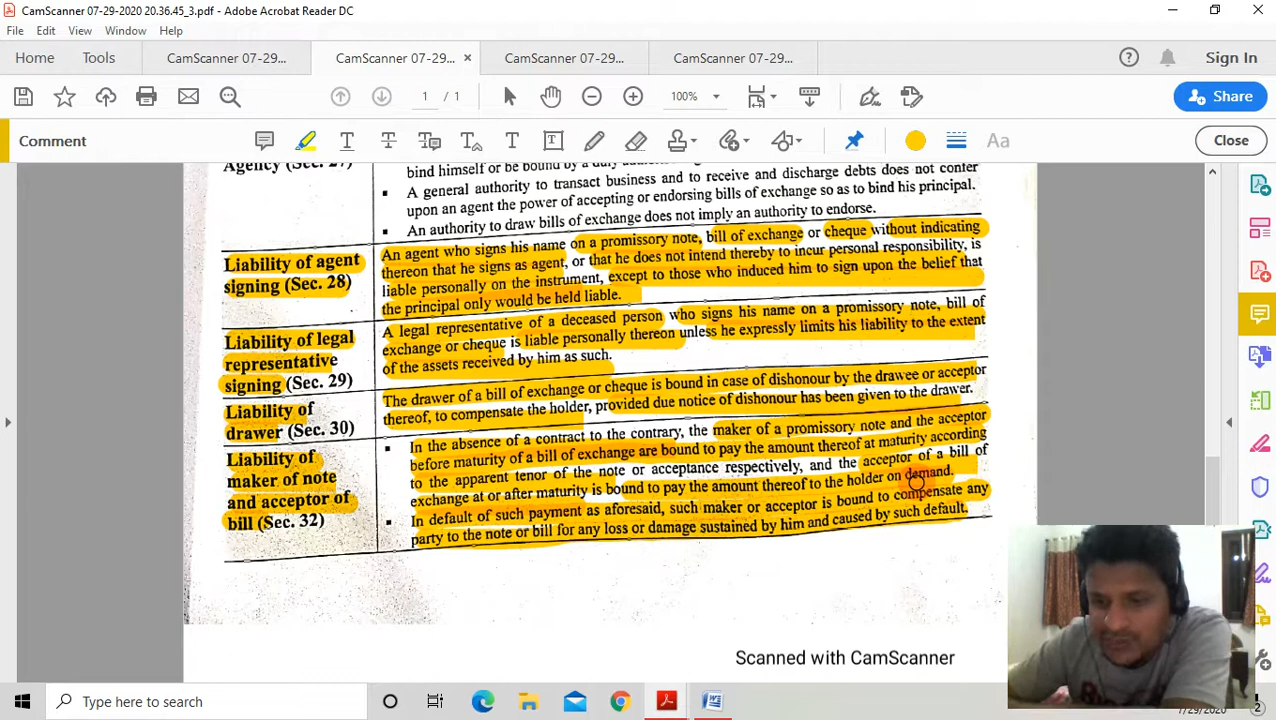 CamScanner 07-29-2020 20.36.45_3.pdf - Adobe Acrobat Reader DC
File Edit View Window Help
Home Tools CamScanner 07-29... CamScanner 07-29... × CamScanner 07-29... CamScanner 07-29... Sign In
1 / 1 100% Share
Comment Aa Close
Agency (Sec. 27)
bind himself or be bound by a duly
A general authority to transact business and to receive and discharge debts does not confer
upon an agent the power of accepting or endorsing bills of exchange so as to bind his principal.
An authority to draw bills of exchange does not imply an authority to endorse.
Liability of agent
signing (Sec. 28)
An agent who signs his name on a promissory note, bill of exchange or cheque without indicating
thereon that he signs as agent, or that he does not intend thereby to incur personal responsibility, is
liable personally on the instrument, except to those who induced him to sign upon the belief that
the principal only would be held liable.
Liability of legal
representative
signing (Sec. 29)
A legal representative of a deceased person who signs his name on a promissory note, bill of
exchange or cheque is liable personally thereon unless he expressly limits his liability to the extent
of the assets received by him as such.
Liability of
drawer (Sec. 30)
The drawer of a bill of exchange or cheque is bound in case of dishonour by the drawee or acceptor
thereof, to compensate the holder, provided due notice of dishonour has been given to the drawer.
Liability of
maker of note
and acceptor of
bill (Sec. 32)
In the absence of a contract to the contrary, the maker of a promissory note and the acceptor
before maturity of a bill of exchange are bound to pay the amount thereof at maturity according
to the apparent tenor of the note or acceptance respectively, and the acceptor of a bill of
exchange at or after maturity is bound to pay the amount thereof to the holder on demand.
In default of such payment as aforesaid, such maker or acceptor is bound to compensate any
party to the note or bill for any loss or damage sustained by him and caused by such default.
Scanned with CamScanner
Type here to search
7/29/2020
2